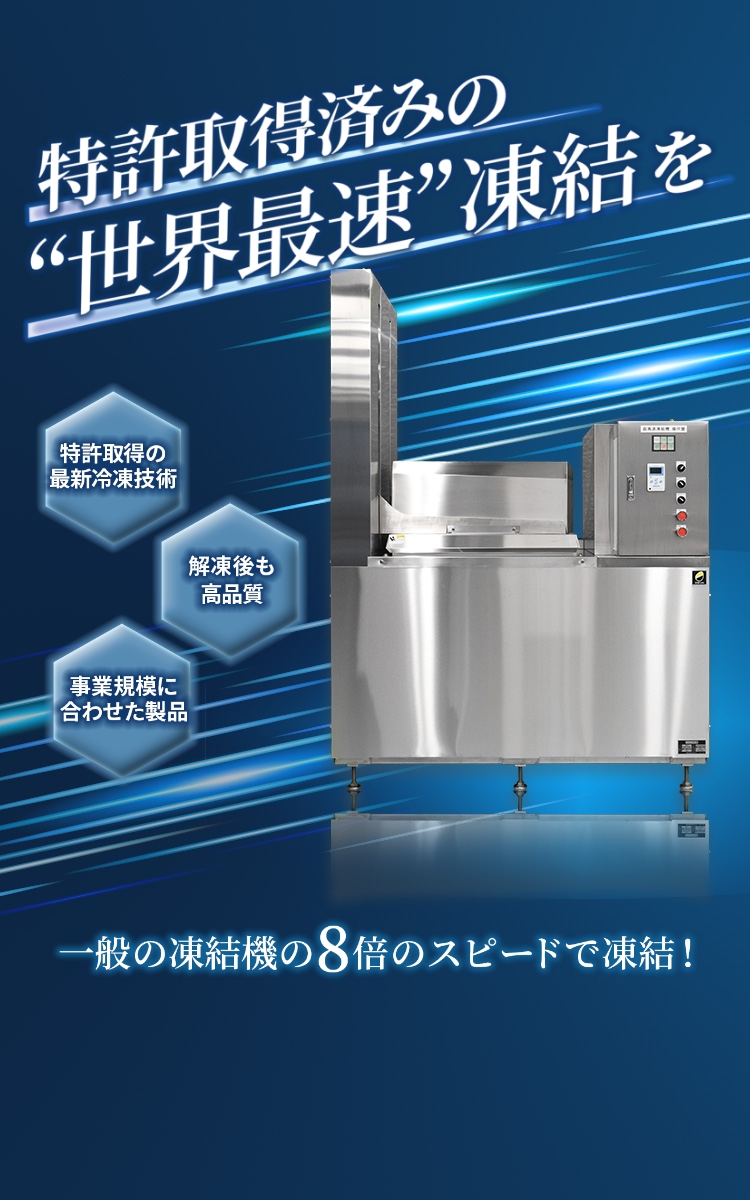 特許取得済みの
“世界最速”凍結を
特許取得の
最新冷凍技術
解凍後も
高品質
事業規模に
合わせた製品
一般の凍結機の8倍のスピードで凍結！